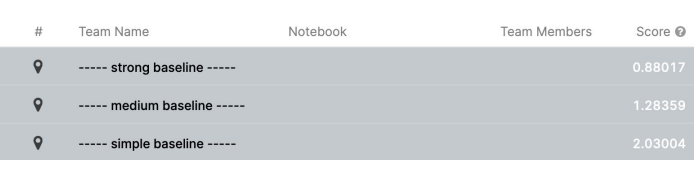 # Team Name Notebook Team Members Score ?
----- strong baseline ----- 0.88017
----- medium baseline ----- 1.28359
----- simple baseline ----- 2.03004